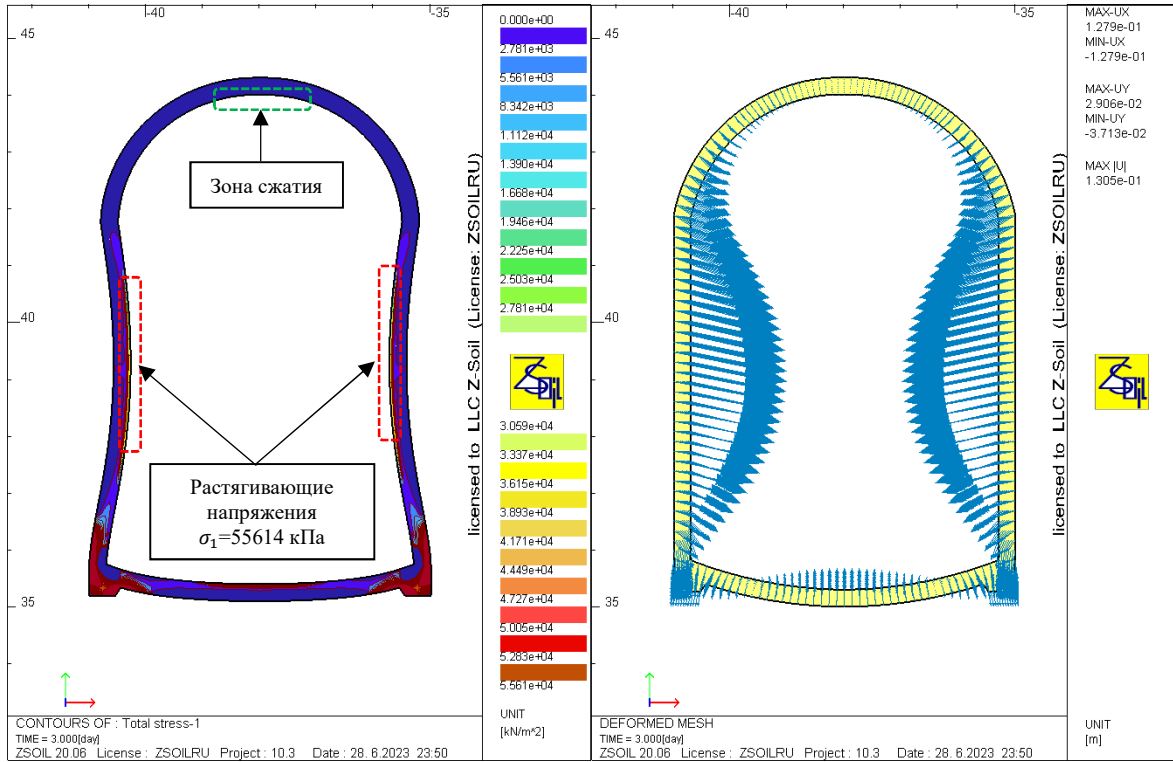 -40
-35
45
40
35
Зона сжатия
Растягивающие
напряжения
σ₁=55614 кПа
0.000e+00
2.781e+03
5.561e+03
8.342e+03
1.112e+04
1.390e+04
1.668e+04
1.946e+04
2.225e+04
2.503e+04
2.781e+04
3.059e+04
3.337e+04
3.615e+04
3.893e+04
4.171e+04
4.449e+04
4.727e+04
5.005e+04
5.283e+04
5.561e+04
UNIT
[kN/m^2]
licensed to LLC Z-Soil (License: ZSOILRU)
ZSoil
CONTOURS OF : Total stress-1
TIME = 3.000[day]
ZSOIL 20.06 License : ZSOILRU Project : 10.3 Date : 28. 6.2023 23:50
-40
-35
45
40
35
MAX-UX
1.279e-01
MIN-UX
-1.279e-01
MAX-UY
2.906e-02
MIN-UY
-3.713e-02
MAX |U|
1.305e-01
licensed to LLC Z-Soil (License: ZSOILRU)
ZSoil
UNIT
[m]
DEFORMED MESH
TIME = 3.000[day]
ZSOIL 20.06 License : ZSOILRU Project : 10.3 Date : 28. 6.2023 23:50